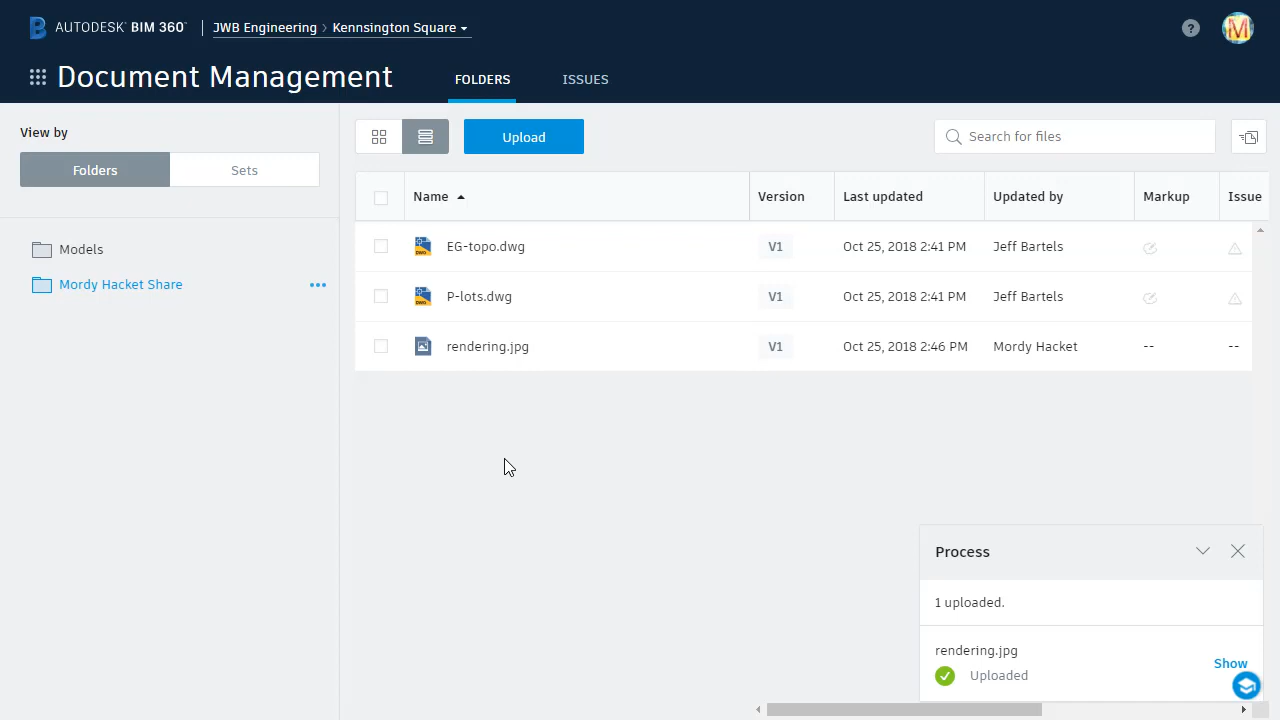 AUTODESK® BIM 360™ JWB Engineering > Kennsington Square
Document Management FOLDERS ISSUES
View by
Folders Sets
Models
Mordy Hacket Share
Upload Search for files
Name Version Last updated Updated by Markup Issue
EG-topo.dwg V1 Oct 25, 2018 2:41 PM Jeff Bartels
P-lots.dwg V1 Oct 25, 2018 2:41 PM Jeff Bartels
rendering.jpg V1 Oct 25, 2018 2:46 PM Mordy Hacket -- --
Process
1 uploaded.
rendering.jpg
Uploaded Show